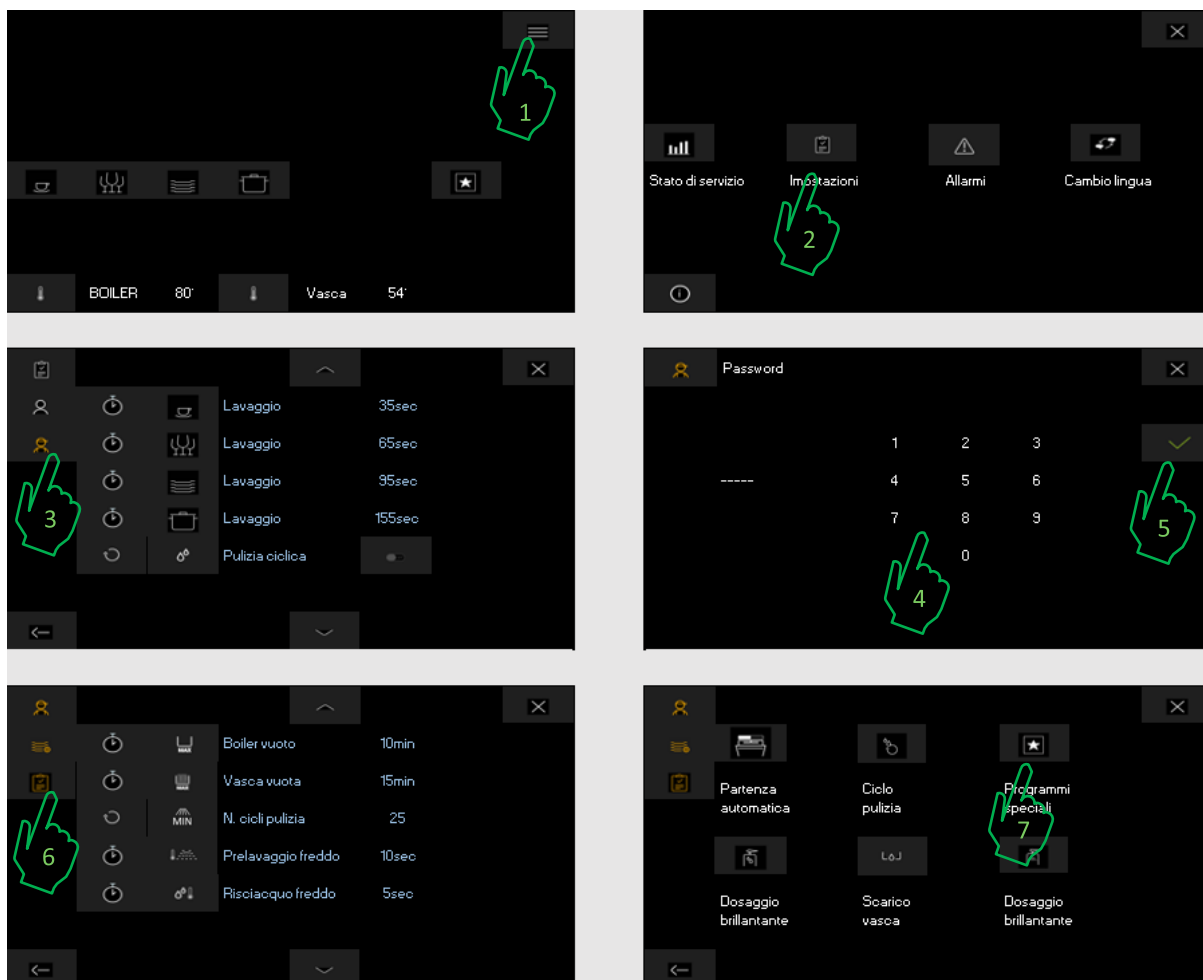 1
BOILER 80° Vasca 54°
Stato di servizio Impostazioni Allarmi Cambio lingua
2
Lavaggio 35sec
Lavaggio 65sec
Lavaggio 95sec
Lavaggio 155sec
Pulizia ciclica
3
Password
1 2 3
----- 4 5 6
7 8 9
0
4
5
Boiler vuoto 10min
MAX
Vasca vuota 15min
MIN N. cicli pulizia 25
Prelavaggio freddo 10sec
Risciacquo freddo 5sec
6
Partenza
automatica
Ciclo
pulizia
Programmi
speciali
7
Dosaggio
brillantante
Scarico
vasca
Dosaggio
brillantante